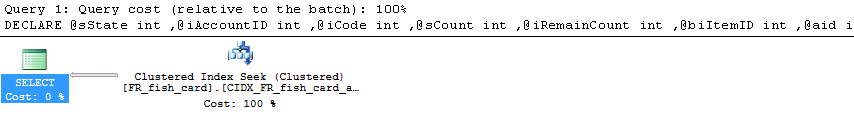 Query 1: Query cost (relative to the batch): 100%
DECLARE @sState int ,@iAccountID int ,@iCode int ,@sCount int ,@iRemainCount int ,@biItemID int ,@aid i
SELECT
Cost: 0 %
Clustered Index Seek (Clustered)
[FR_fish_card].[CIDX_FR_fish_card_a…
Cost: 100 %